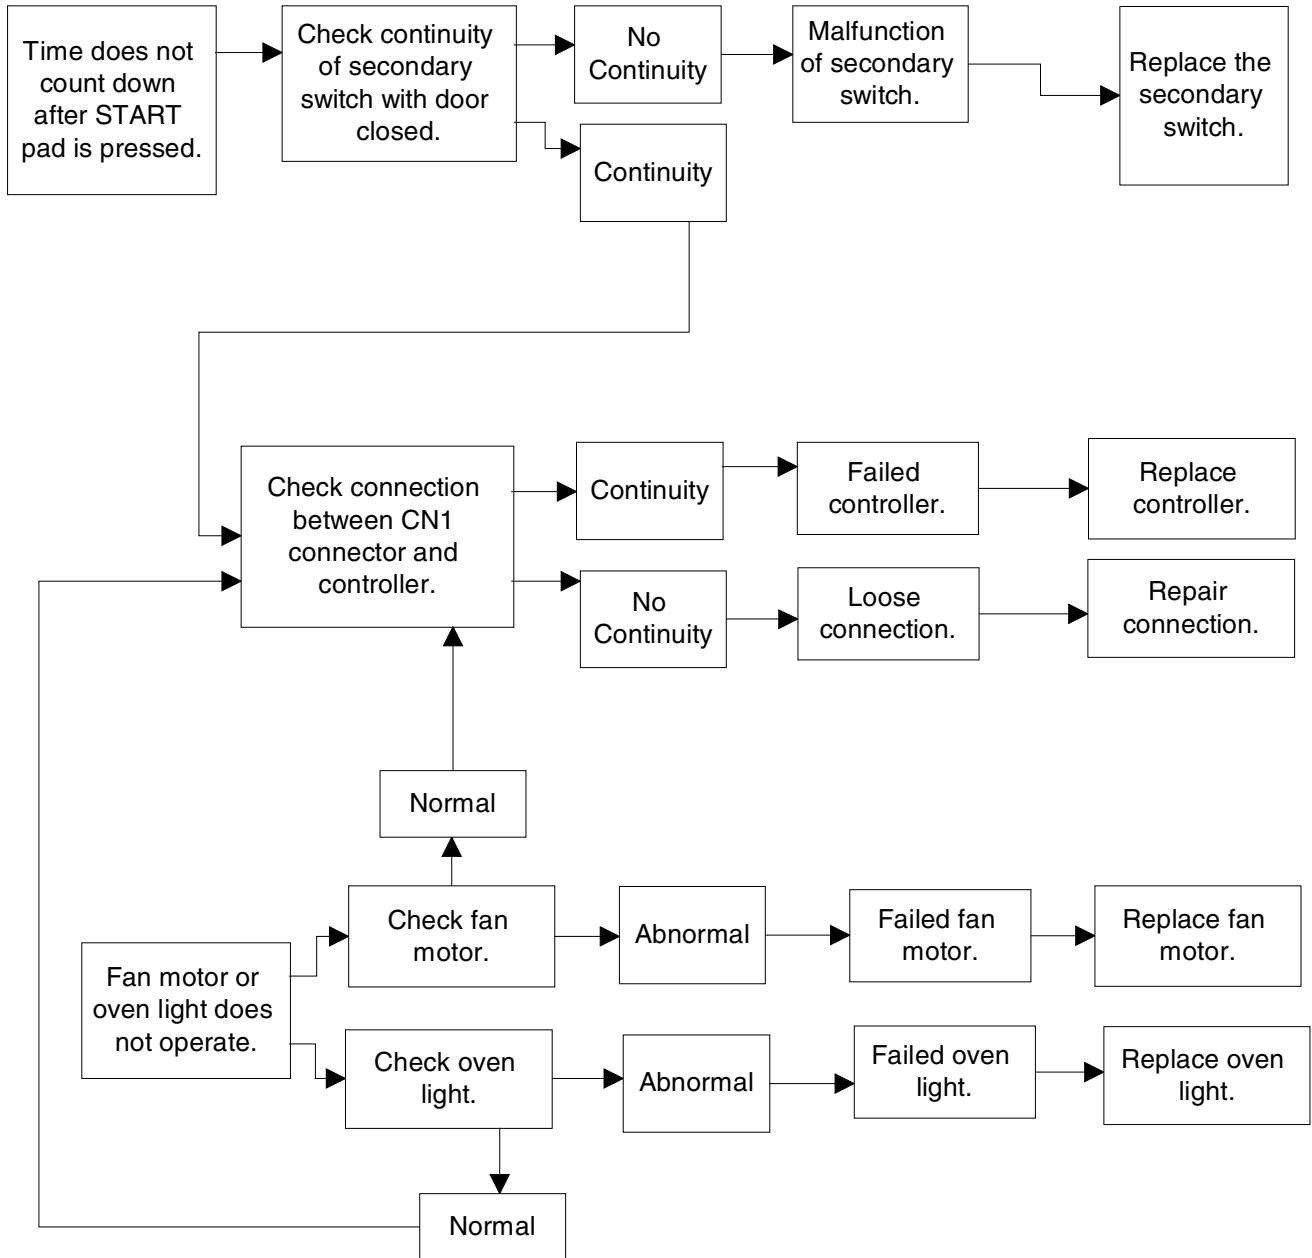 Time does not
count down
after START
pad is pressed.
Check continuity
of secondary
switch with door
closed.
No
Continuity
Malfunction
of secondary
switch.
Replace the
secondary
switch.
Continuity
Check connection
between CN1
connector and
controller.
Continuity
Failed
controller.
Replace
controller.
No
Continuity
Loose
connection.
Repair
connection.
Normal
Fan motor or
oven light does
not operate.
Check fan
motor.
Abnormal
Failed fan
motor.
Replace fan
motor.
Check oven
light.
Abnormal
Failed oven
light.
Replace oven
light.
Normal